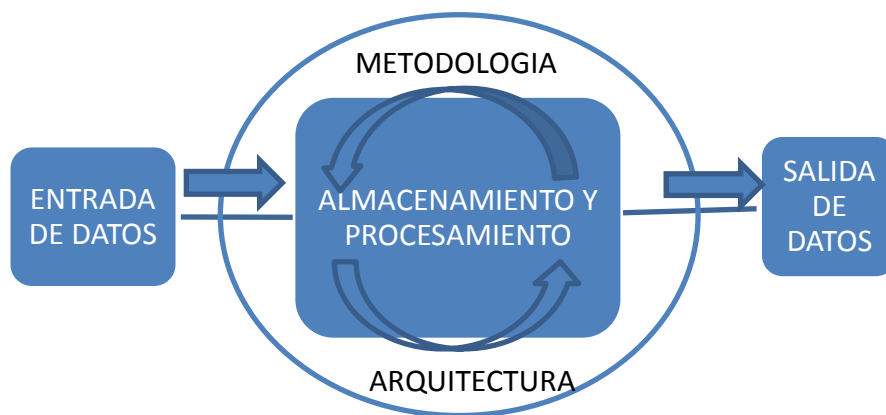 METODOLOGIA
ENTRADA
DE DATOS
ALMACENAMIENTO Y
PROCESAMIENTO
SALIDA
DE
DATOS
ARQUITECTURA